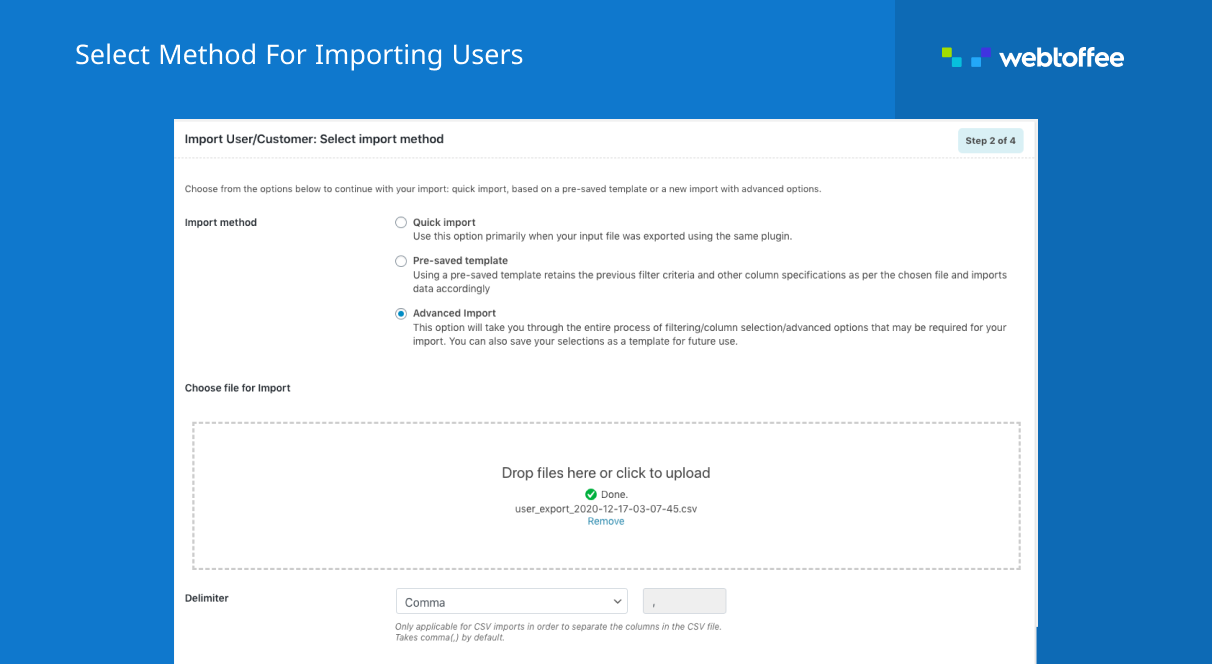 Select Method For Importing Users
webtoffee
Import User/Customer: Select import method
Step 2 of 4
Choose from the options below to continue with your import: quick import, based on a pre-saved template or a new import with advanced options.
Import method
Quick import
Use this option primarily when your input file was exported using the same plugin.
Pre-saved template
Using a pre-saved template retains the previous filter criteria and other column specifications as per the chosen file and imports
data accordingly
Advanced Import
This option will take you through the entire process of filtering/column selection/advanced options that may be required for your
import. You can also save your selections as a template for future use.
Choose file for Import
Drop files here or click to upload
Done.
user_export_2020-12-17-03-07-45.csv
Remove
Delimiter
Comma
,
Only applicable for CSV imports in order to separate the columns in the CSV file.
Takes comma(,) by default.